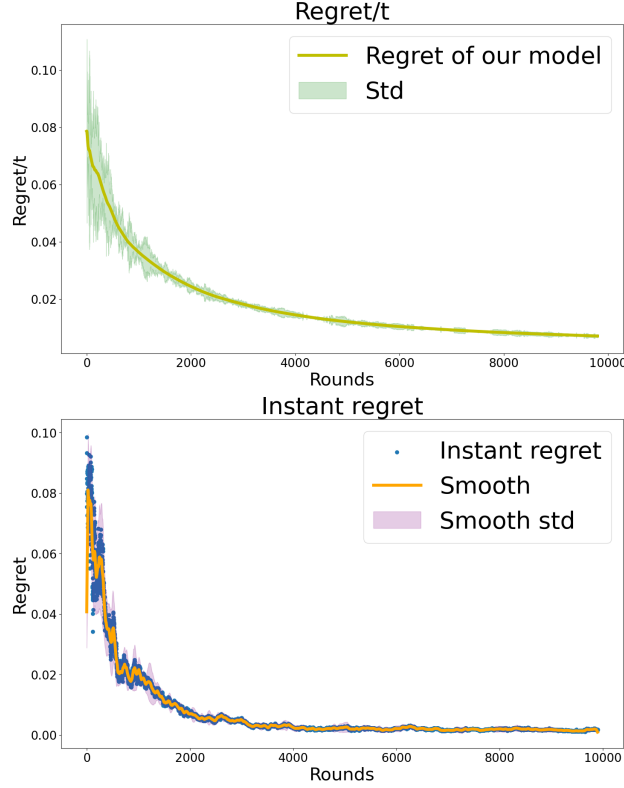 Regret/t
Regret of our model
Std
0.10
0.08
0.06
0.04
0.02
Regret/t
0
2000
4000
6000
8000
10000
Rounds
Instant regret
Instant regret
Smooth
Smooth std
0.10
0.08
0.06
0.04
0.02
0.00
Regret
0
2000
4000
6000
8000
10000
Rounds